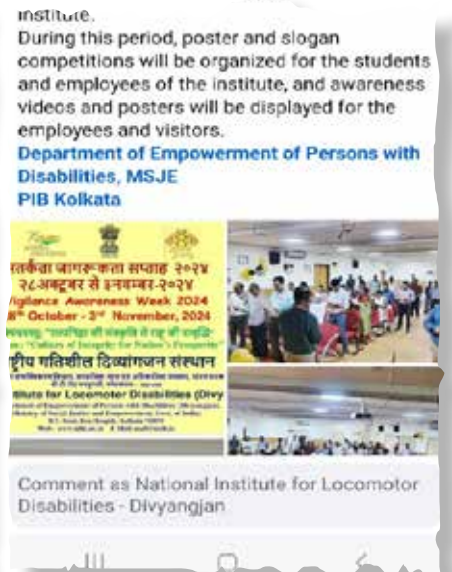 institute.
During this period, poster and slogan
competitions will be organized for the students
and employees of the institute, and awareness
videos and posters will be displayed for the
employees and visitors.
Department of Empowerment of Persons with
Disabilities, MSJE
PIB Kolkata
सतर्कता जागरूकता सप्ताह २०२४
२८ अक्टूबर से ३ नवम्बर-२०२४
Vigilance Awareness Week 2024
October - 3rd November, 2024
"Culture of Integrity for Nation's Prosperity"
गतिशील दिव्यांगजन संस्थान
for Locomotor Disabilities (Divy
Comment as National Institute for Locomotor
Disabilities - Divyangjan